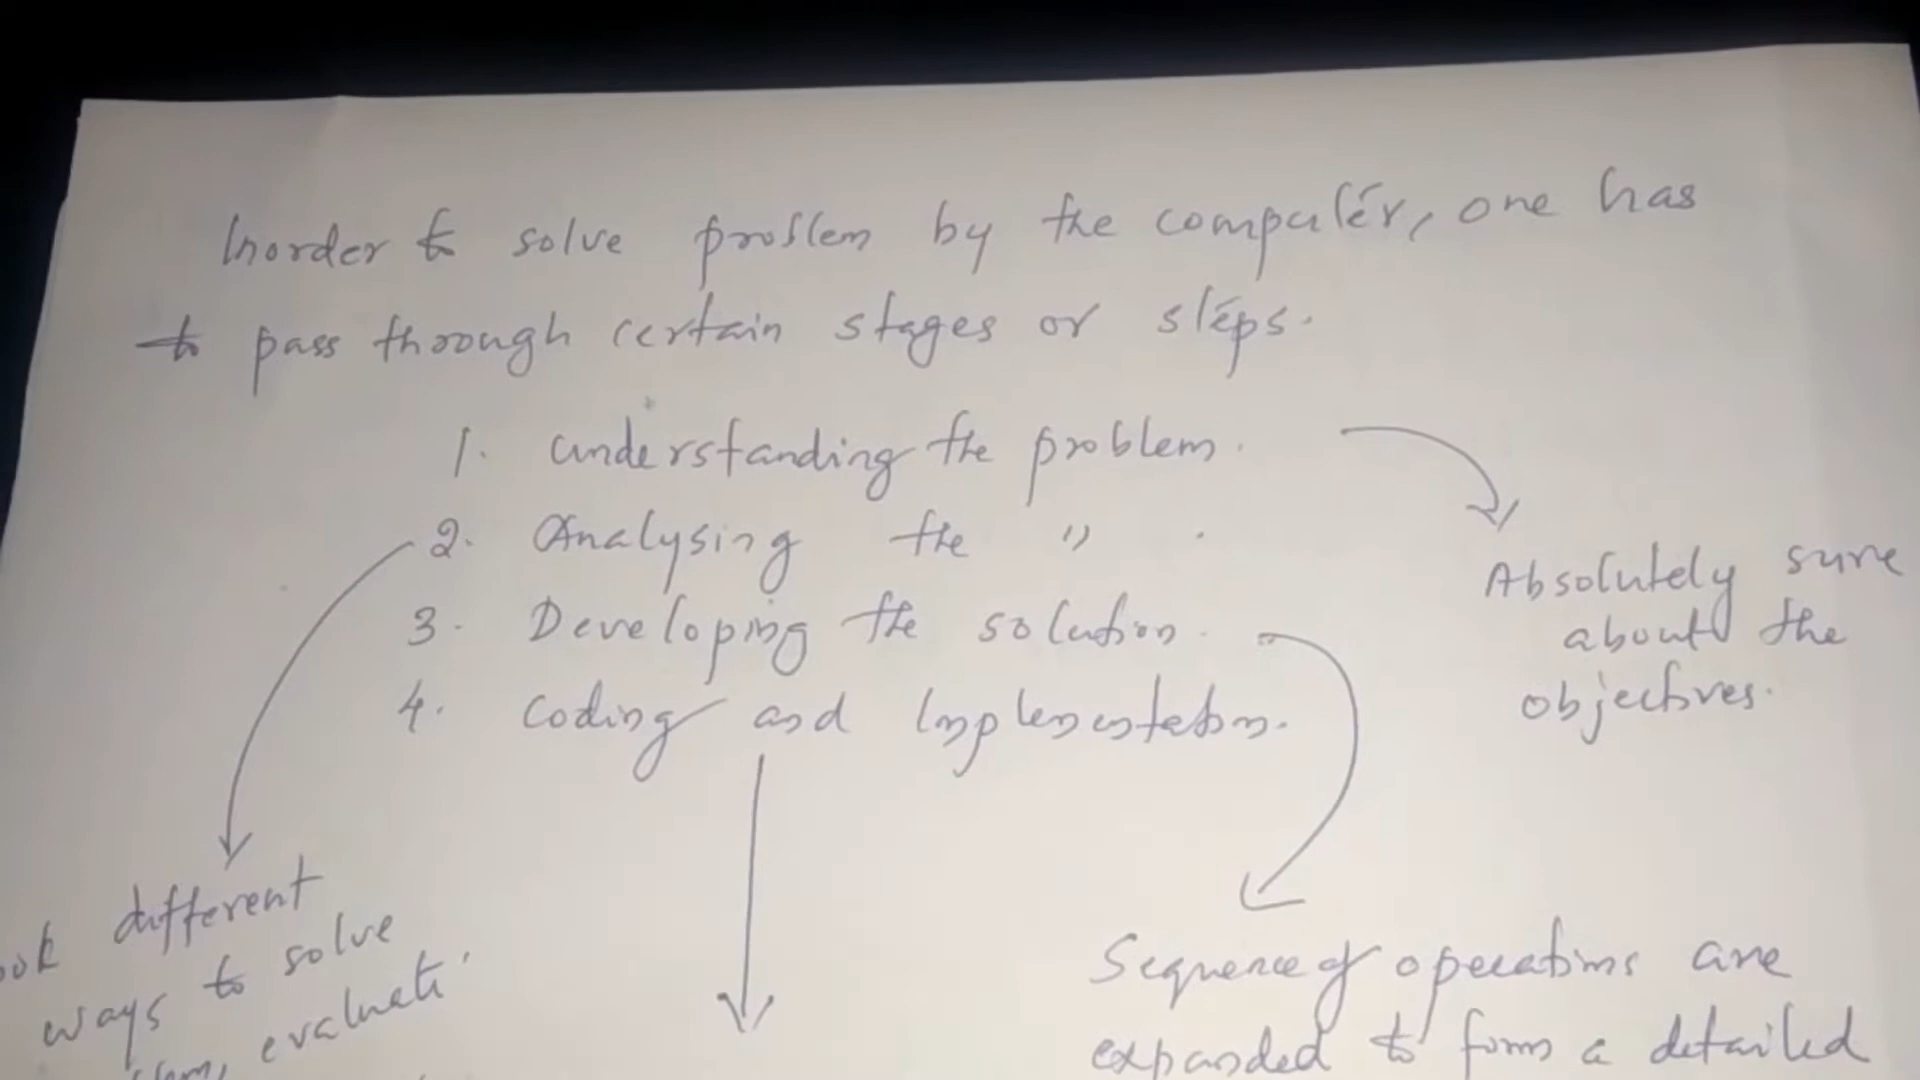 Inorder to solve problem by the computer, one has
to pass through certain stages or steps.
1. Understanding the problem.
2. Analysing the " .
3. Developing the solution.
4. Coding and Implementation.
Absolutely sure
about the
objectives.
different
ways to solve
evaluate.
Sequence of operations are
expanded to form a detailed